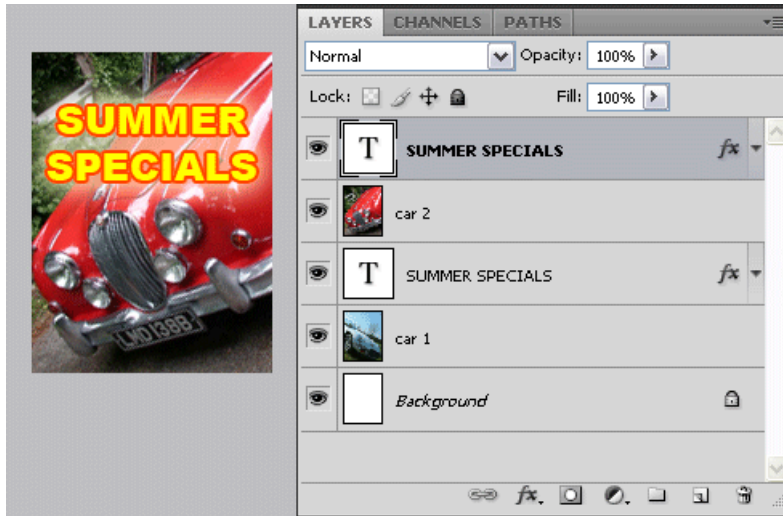 SUMMER
SPECIALS
LMD 138B
LAYERS CHANNELS PATHS
Normal Opacity: 100%
Lock: Fill: 100%
T SUMMER SPECIALS fx
car 2
T SUMMER SPECIALS fx
car 1
Background
fx.